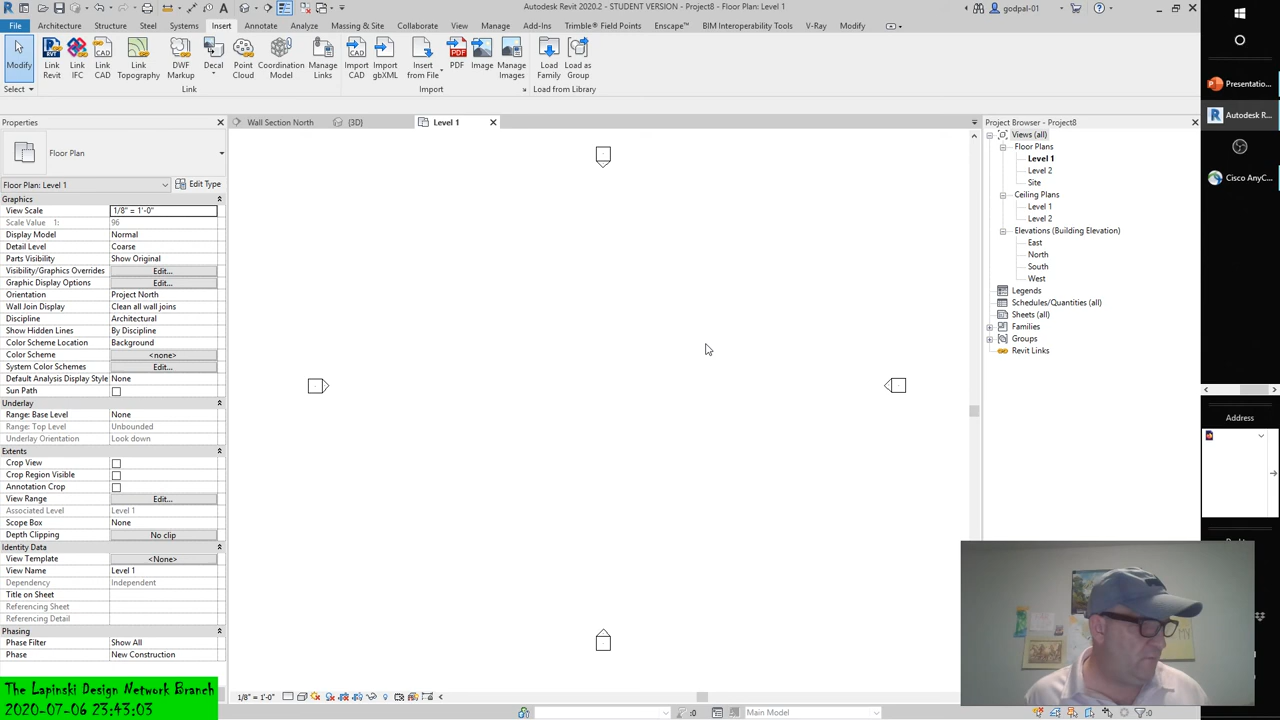 Autodesk Revit 2020.2 - STUDENT VERSION - Project8 - Floor Plan: Level 1
godpal-01
File Architecture Structure Steel Systems Insert Annotate Analyze Massing & Site Collaborate View Manage Add-Ins Trimble® Field Points Enscape™ BIM Interoperability Tools V-Ray Modify
Modify
Link Revit
Link IFC
Link CAD
Link Topography
DWF Markup
Decal
Point Cloud
Coordination Model
Manage Links
Import CAD
Import gbXML
Insert from File
PDF
Image
Manage Images
Load Family
Load as Group
Select Link Import Load from Library
Properties
Wall Section North {3D} Level 1
Project Browser - Project8
Floor Plan
Floor Plan: Level 1 Edit Type
Graphics
View Scale 1/8" = 1'-0"
Scale Value 1: 96
Display Model Normal
Detail Level Coarse
Parts Visibility Show Original
Visibility/Graphics Overrides Edit...
Graphic Display Options Edit...
Orientation Project North
Wall Join Display Clean all wall joins
Discipline Architectural
Show Hidden Lines By Discipline
Color Scheme Location Background
Color Scheme <none>
System Color Schemes Edit...
Default Analysis Display Style None
Sun Path
Underlay
Range: Base Level None
Range: Top Level Unbounded
Underlay Orientation Look down
Extents
Crop View
Crop Region Visible
Annotation Crop
View Range Edit...
Associated Level Level 1
Scope Box None
Depth Clipping No clip
Identity Data
View Template <None>
View Name Level 1
Dependency Independent
Title on Sheet
Referencing Sheet
Referencing Detail
Phasing
Phase Filter Show All
Phase New Construction
The Lapinski Design Network Branch
2020-07-06 23:43:03
1/8" = 1'-0"
:0 Main Model :0
Views (all)
Floor Plans
Level 1
Level 2
Site
Ceiling Plans
Level 1
Level 2
Elevations (Building Elevation)
East
North
South
West
Legends
Schedules/Quantities (all)
Sheets (all)
Families
Groups
Revit Links
Presentatio...
Autodesk R...
Cisco AnyC...
Address